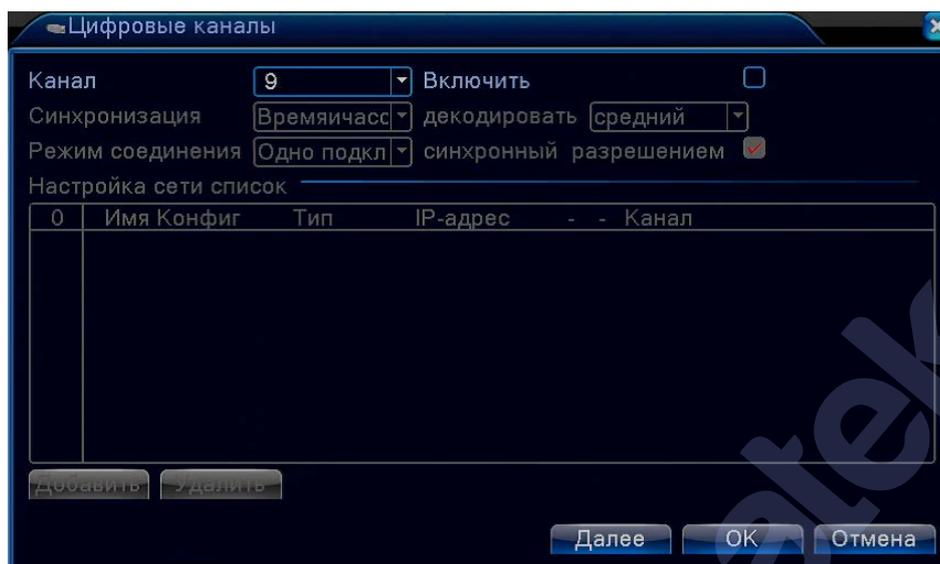 Цифровые каналы
Канал 9 Включить
Синхронизация Времяичасс декодировать средний
Режим соединения Одно подкл синхронный разрешением
Настройка сети список
0 Имя Конфиг Тип IP-адрес - - Канал
Добавить Удалить
Далее OK Отмена
atek